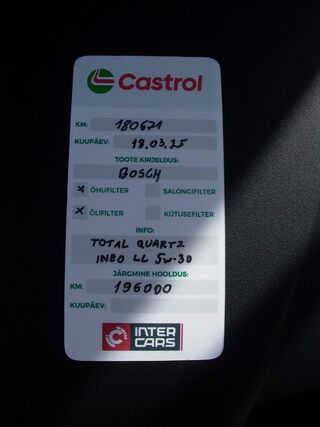 Castrol
KM: 180671
KUUPÄEV: 18.03.25
TOOTE KIRJELDUS:
BOSCH
ÕHUFILTER SALONGIFILTER
ÕLIFILTER KÜTUSEFILTER
INFO:
TOTAL QUARTZ
INEO LL 5W-30
JÄRGMINE HOOLDUS:
KM: 196000
KUUPÄEV:
INTER
CARS